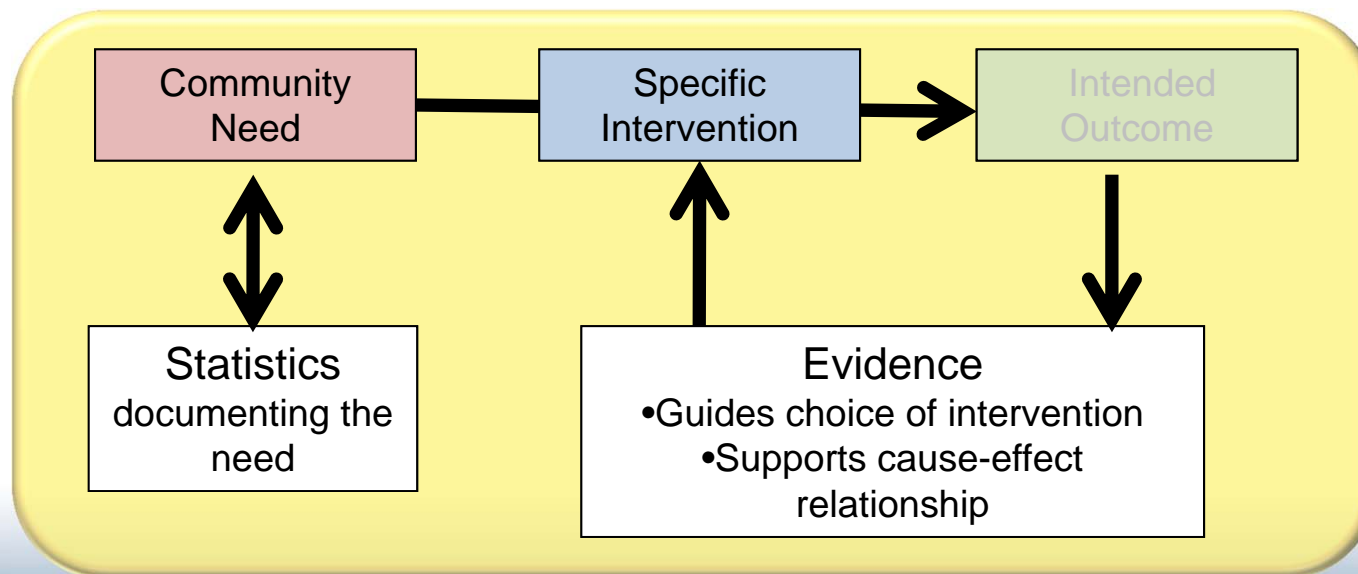 Community
Need
Specific
Intervention
Intended
Outcome
Statistics
documenting the
need
Evidence
•Guides choice of intervention
•Supports cause-effect
relationship